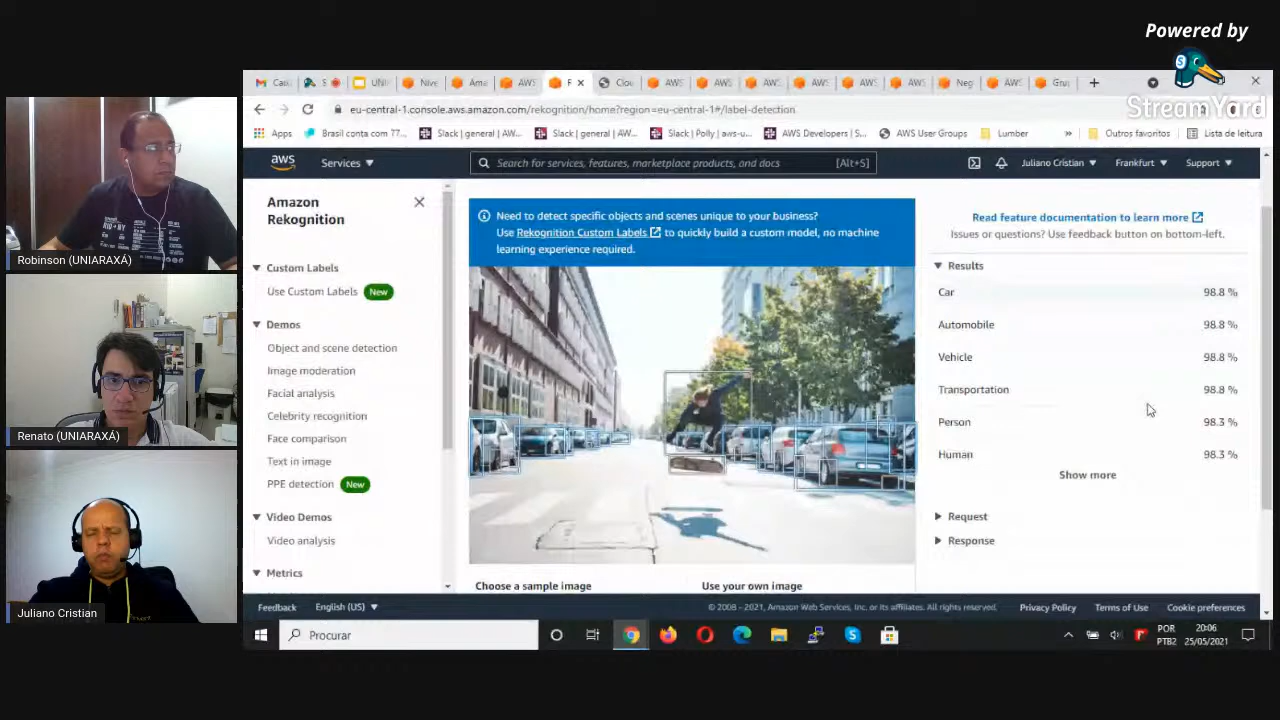 Powered by
StreamYard
Robinson (UNIARAXÁ)
Renato (UNIARAXÁ)
Juliano Cristian
AWS
AWS
AWS
AWS
AWS
AWS
AWS
eu-central-1.console.aws.amazon.com/rekognition/home?region=eu-central-1#/label-detection
Apps
Brasil conta com 77...
Slack | general | AW...
Slack | general | AW...
Slack | Polly | aws-u...
AWS Developers | S...
AWS User Groups
Lumber
»
Outros favoritos
Lista de leitura
aws
Services
Search for services, features, marketplace products, and docs
[Alt+S]
Juliano Cristian
Frankfurt
Support
Amazon
Rekognition
Custom Labels
Use Custom Labels
New
Demos
Object and scene detection
Image moderation
Facial analysis
Celebrity recognition
Face comparison
Text in image
PPE detection
New
Video Demos
Video analysis
Metrics
Need to detect specific objects and scenes unique to your business?
Use Rekognition Custom Labels to quickly build a custom model, no machine
learning experience required.
Choose a sample image
Use your own image
Read feature documentation to learn more
Issues or questions? Use feedback button on bottom-left.
Results
Car 98.8 %
Automobile 98.8 %
Vehicle 98.8 %
Transportation 98.8 %
Person 98.3 %
Human 98.3 %
Show more
Request
Response
Feedback
English (US)
© 2008 - 2021, Amazon Web Services, Inc. or its affiliates. All rights reserved.
Privacy Policy
Terms of Use
Cookie preferences
Procurar
POR
PTB2
20:06
25/05/2021